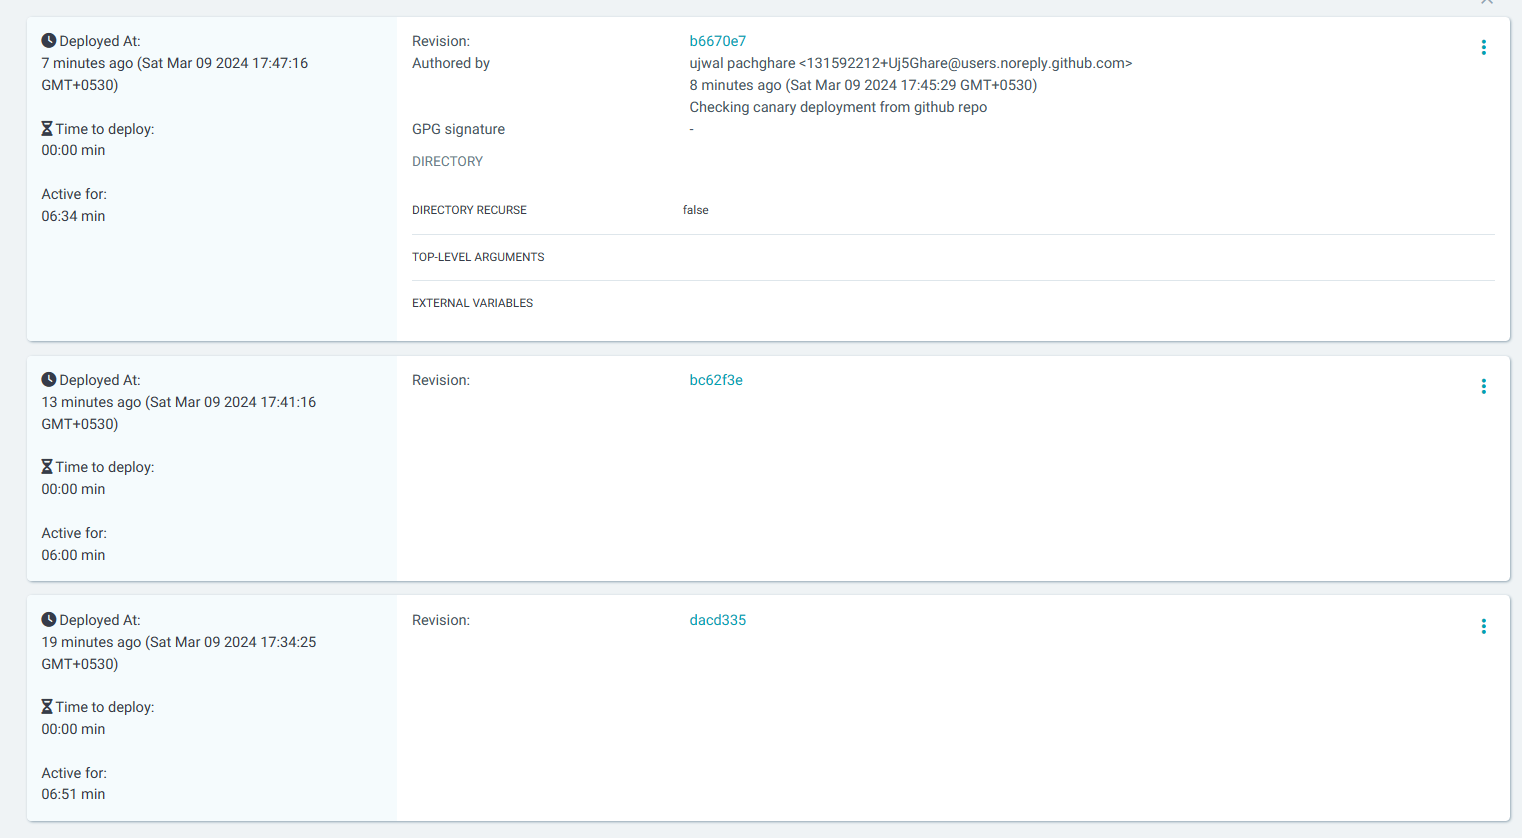 Deployed At:
7 minutes ago (Sat Mar 09 2024 17:47:16
GMT+0530)
Time to deploy:
00:00 min
Active for:
06:34 min
Revision: b6670e7
Authored by ujwal pachghare <131592212+Uj5Ghare@users.noreply.github.com>
8 minutes ago (Sat Mar 09 2024 17:45:29 GMT+0530)
Checking canary deployment from github repo
GPG signature -
DIRECTORY
DIRECTORY RECURSE false
TOP-LEVEL ARGUMENTS
EXTERNAL VARIABLES
Deployed At:
13 minutes ago (Sat Mar 09 2024 17:41:16
GMT+0530)
Time to deploy:
00:00 min
Active for:
06:00 min
Revision: bc62f3e
Deployed At:
19 minutes ago (Sat Mar 09 2024 17:34:25
GMT+0530)
Time to deploy:
00:00 min
Active for:
06:51 min
Revision: dacd335